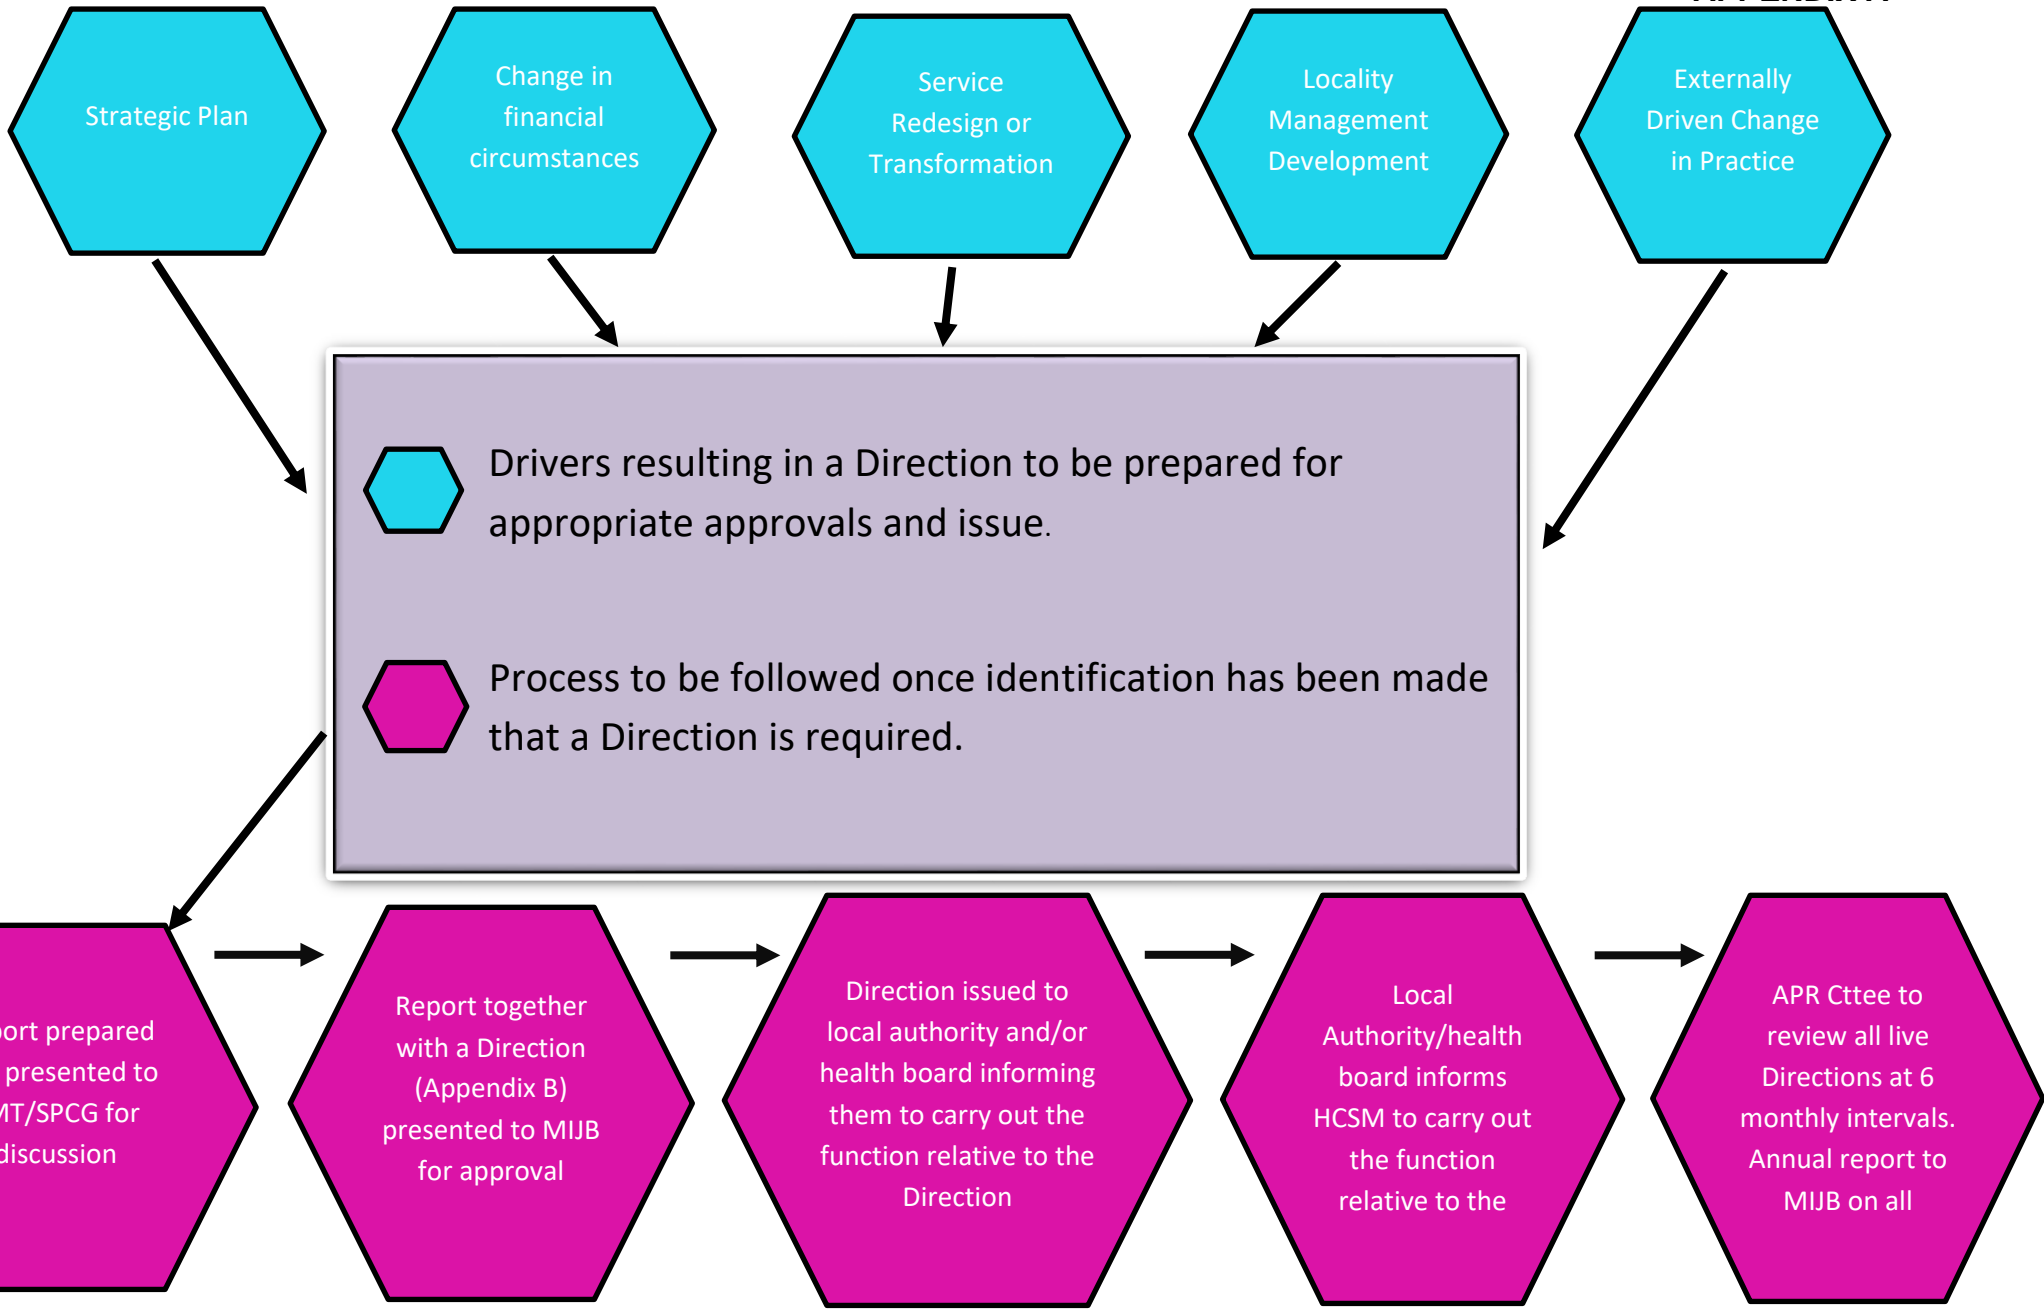 Strategic Plan
Change in
financial
circumstances
Service
Redesign or
Transformation
Locality
Management
Development
Externally
Driven Change
in Practice
Drivers resulting in a Direction to be prepared for
appropriate approvals and issue.
Process to be followed once identification has been made
that a Direction is required.
prepared
presented to
/SPCG for
discussion
Report together
with a Direction
(Appendix B)
presented to MIJB
for approval
Direction issued to
local authority and/or
health board informing
them to carry out the
function relative to the
Direction
Local
Authority/health
board informs
HCSM to carry out
the function
relative to the
APR Cttee to
review all live
Directions at 6
monthly intervals.
Annual report to
MIJB on all